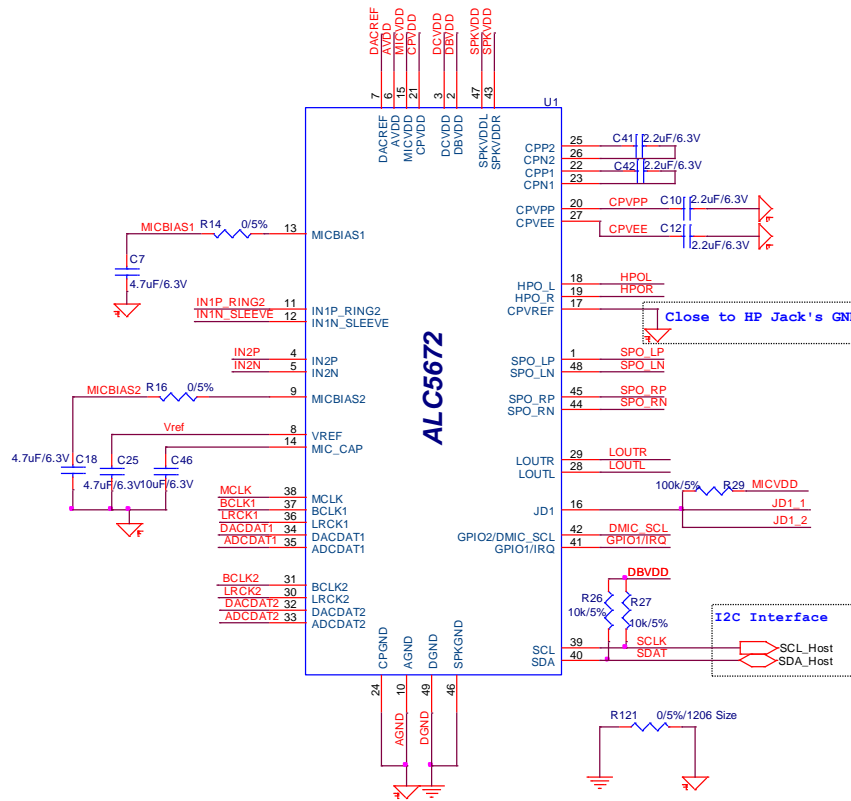 DACREF
AVDD
MICVDD
CPVDD
DCVDD
DBVDD
SPKVDD
SPKVDD
7
6
15
21
3
2
47
43
U1
DACREF
AVDD
MICVDD
CPVDD
DCVDD
DBVDD
SPKVDDL
SPKVDDR
ALC5672
MICBIAS1 R14 0/5% 13 MICBIAS1
C7
4.7uF/6.3V
IN1P_RING2 11 IN1P_RING2
IN1N_SLEEVE 12 IN1N_SLEEVE
IN2P 4 IN2P
IN2N 5 IN2N
MICBIAS2 R16 0/5% 9 MICBIAS2
Vref 8 VREF
14 MIC_CAP
4.7uF/6.3V C18
C25
4.7uF/6.3V
C46
10uF/6.3V
MCLK 38 MCLK
BCLK1 37 BCLK1
LRCK1 36 LRCK1
DACDAT1 34 DACDAT1
ADCDAT1 35 ADCDAT1
BCLK2 31 BCLK2
LRCK2 30 LRCK2
DACDAT2 32 DACDAT2
ADCDAT2 33 ADCDAT2
CPP2 25 C41 2.2uF/6.3V
CPN2 26
CPP1 22 C42 2.2uF/6.3V
CPN1 23
CPVPP 20 CPVPP C10 2.2uF/6.3V
CPVEE 27 CPVEE C12 2.2uF/6.3V
HPO_L 18 HPOL
HPO_R 19 HPOR
CPVREF 17
Close to HP Jack's GN
SPO_LP 1 SPO_LP
SPO_LN 48 SPO_LN
SPO_RP 45 SPO_RP
SPO_RN 44 SPO_RN
LOUTR 29 LOUTR
LOUTL 28 LOUTL
100k/5% R29 MICVDD
JD1 16 JD1_1
JD1_2
GPIO2/DMIC_SCL 42 DMIC_SCL
GPIO1/IRQ 41 GPIO1/IRQ
DBVDD
R26
10k/5%
R27
10k/5%
I2C Interface
SCL 39 SCLK SCL_Host
SDA 40 SDAT SDA_Host
CPGND
AGND
DGND
SPKGND
24
10
49
46
AGND
DGND
R121 0/5%/1206 Size